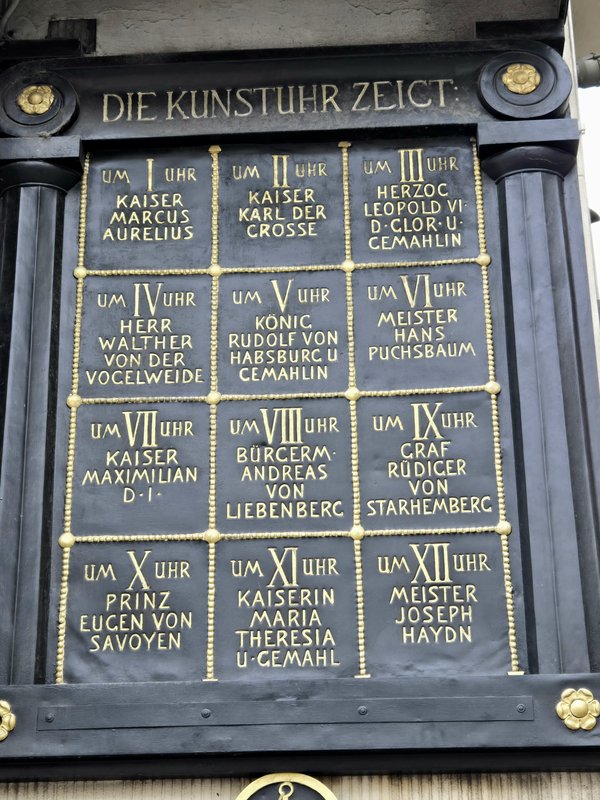 DIE KUNSTUHR ZEIGT:
UM I UHR
KAISER
MARCUS
AURELIUS
UM II UHR
KAISER
KARL DER
GROSSE
UM III UHR
HERZOG
LEOPOLD VI·
D·GLOR·U·
GEMAHLIN
UM IV UHR
HERR
WALTHER
VON DER
VOGELWEIDE
UM V UHR
KÖNIG
RUDOLF VON
HABSBURG U
GEMAHLIN
UM VI UHR
MEISTER
HANS
PUCHSBAUM
UM VII UHR
KAISER
MAXIMILIAN
D·I·
UM VIII UHR
BÜRGERM·
ANDREAS
VON
LIEBENBERG
UM IX UHR
GRAF
RÜDIGER
VON
STARHEMBERG
UM X UHR
PRINZ
EUGEN VON
SAVOYEN
UM XI UHR
KAISERIN
MARIA
THERESIA
U·GEMAHL
UM XII UHR
MEISTER
JOSEPH
HAYDN